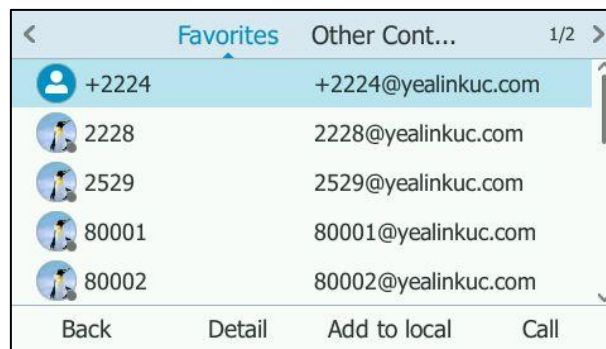 Favorites Other Cont... 1/2
+2224 +2224@yealinkuc.com
2228 2228@yealinkuc.com
2529 2529@yealinkuc.com
80001 80001@yealinkuc.com
80002 80002@yealinkuc.com
Back Detail Add to local Call